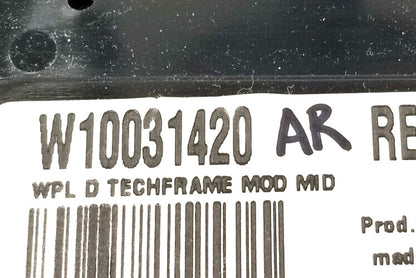 W10031420 AR RE
WPL D TECHFRAME MOD MID
Prod.
mad